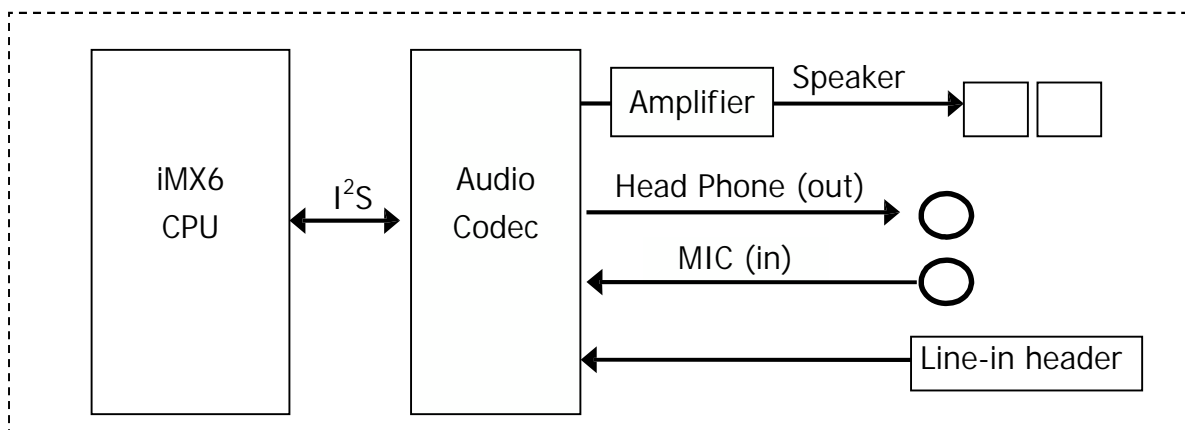 iMX6
CPU
I²S
Audio
Codec
Amplifier
Speaker
Head Phone (out)
MIC (in)
Line-in header